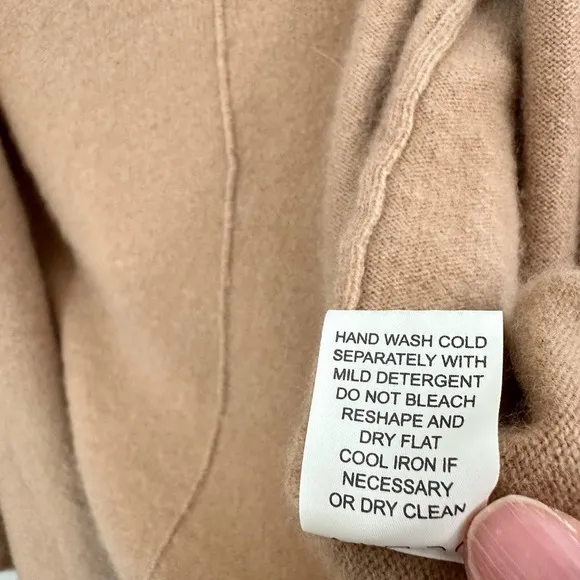 HAND WASH COLD
SEPARATELY WITH
MILD DETERGENT
DO NOT BLEACH
RESHAPE AND
DRY FLAT
COOL IRON IF
NECESSARY
OR DRY CLEAN